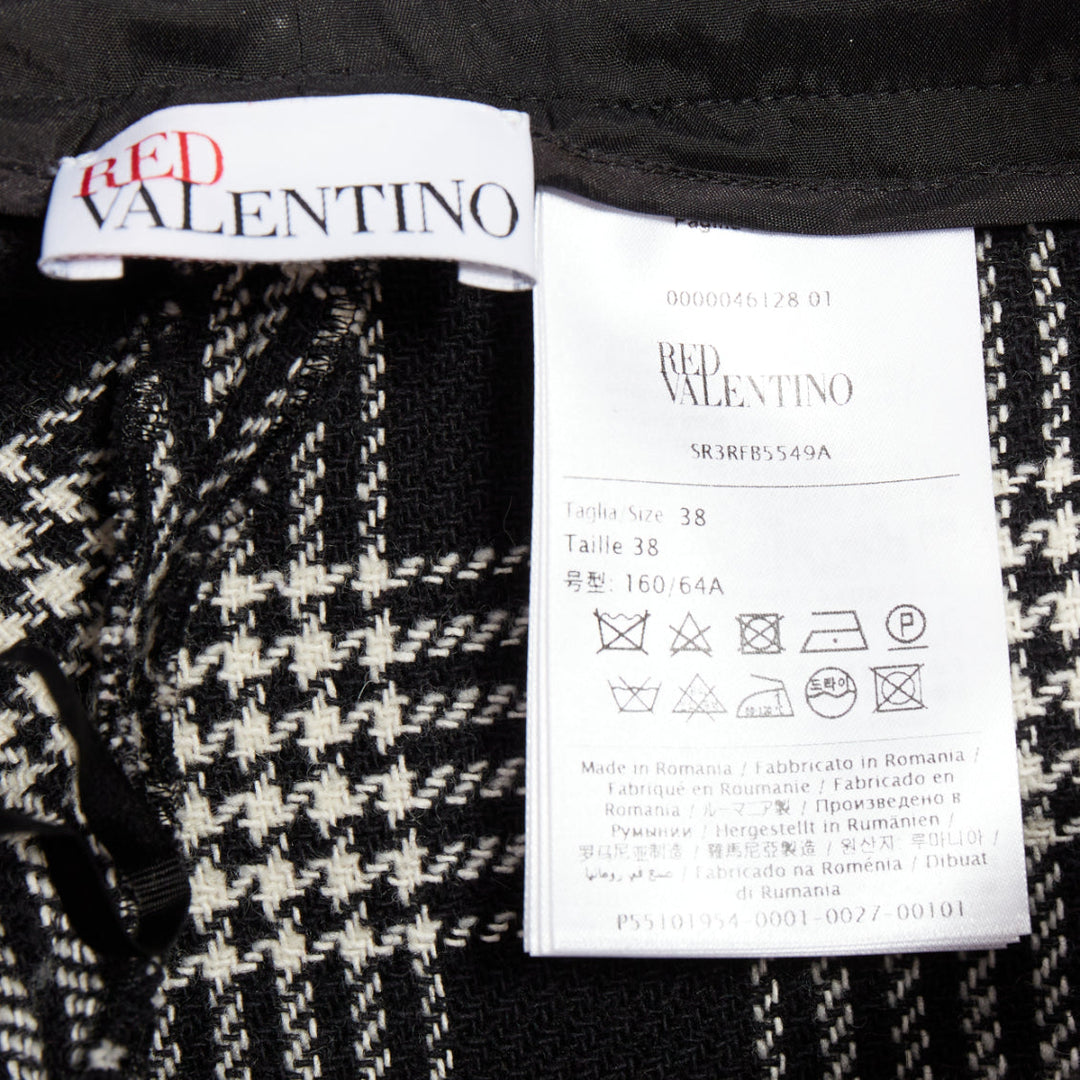 RED
VALENTINO
0000046128 01
RED
VALENTINO
SR3RFB5549A
Taglia/Size 38
Taille 38
号型: 160/64A
P
드라이
Made in Romania / Fabbricato in Romania /
Fabriqué en Roumanie / Fabricado en
Romania / ルーマニア製 / Произведено в
Румынии / Hergestellt in Rumänien /
罗马尼亚制造 / 羅馬尼亞製造 / 원산지: 루마니아 /
صنع في رومانيا / Fabricado na Roménia / Dibuat
di Rumania
P55101954-0001-0027-00101